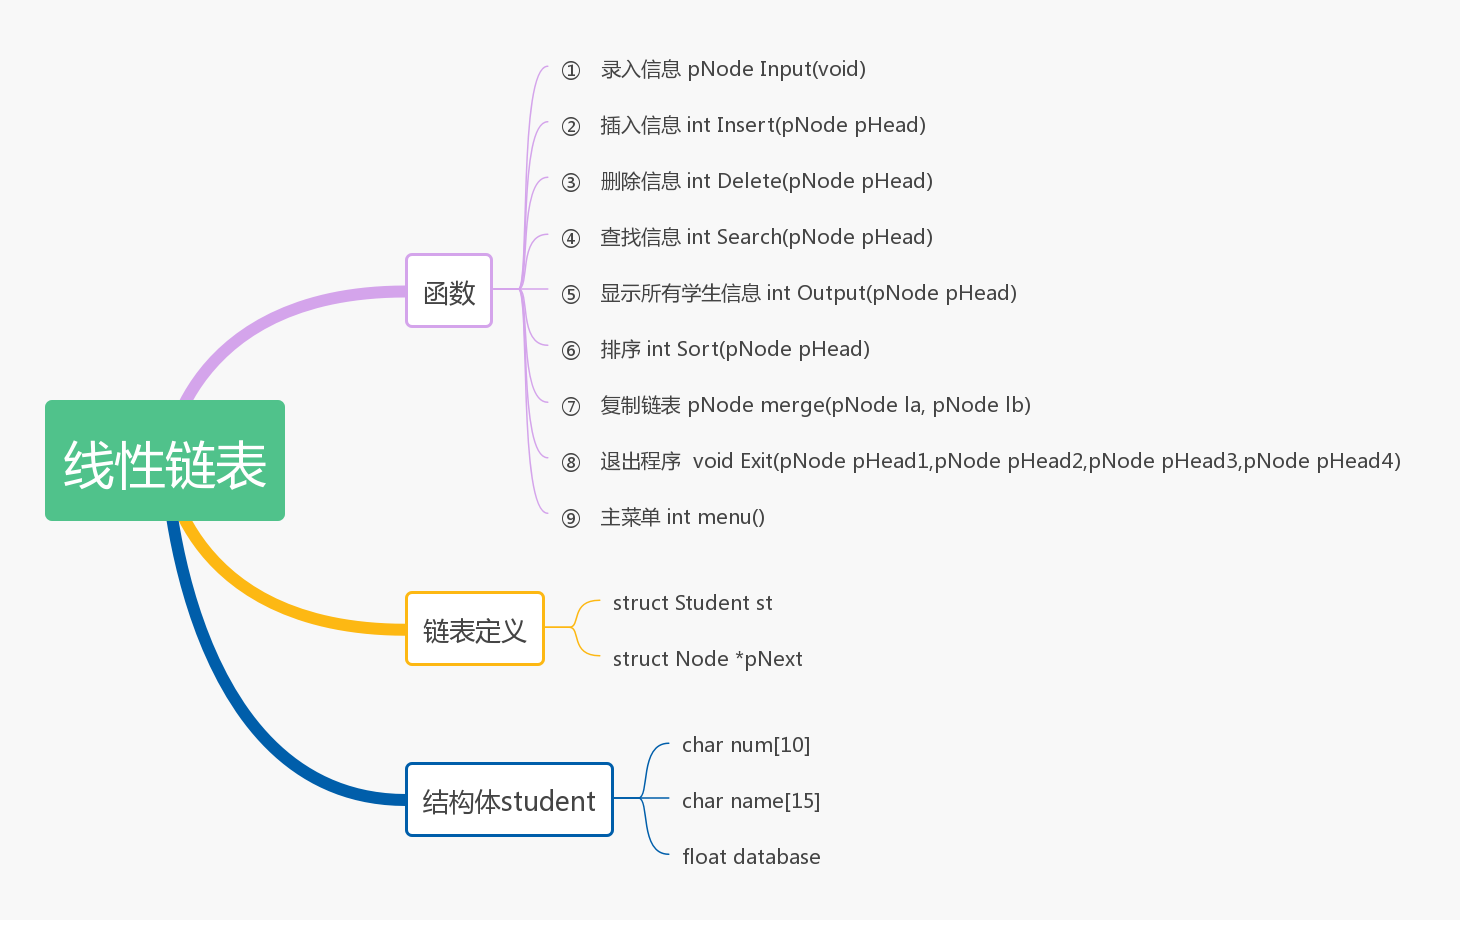 线性链表
函数
① 录入信息 pNode Input(void)
② 插入信息 int Insert(pNode pHead)
③ 删除信息 int Delete(pNode pHead)
④ 查找信息 int Search(pNode pHead)
⑤ 显示所有学生信息 int Output(pNode pHead)
⑥ 排序 int Sort(pNode pHead)
⑦ 复制链表 pNode merge(pNode la, pNode lb)
⑧ 退出程序 void Exit(pNode pHead1,pNode pHead2,pNode pHead3,pNode pHead4)
⑨ 主菜单 int menu()
链表定义
struct Student st
struct Node *pNext
结构体student
char num[10]
char name[15]
float database